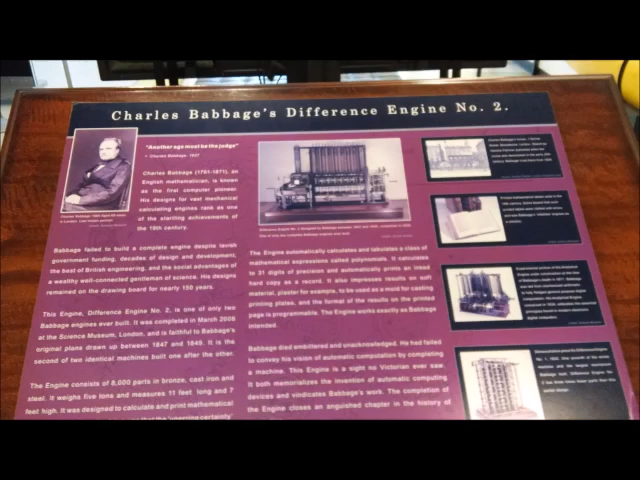 Charles Babbage's Difference Engine No. 2.
"Another age must be the judge"
- Charles Babbage, 1837
Charles Babbage (1791-1871), an
English mathematician, is known
as the first computer pioneer.
His designs for vast mechanical
calculating engines rank as one
of the startling achievements of
the 19th century.
Babbage failed to build a complete engine despite lavish
government funding, decades of design and development,
the best of British engineering, and the social advantages of
a wealthy well-connected gentleman of science. His designs
remained on the drawing board for nearly 150 years.
This Engine, Difference Engine No. 2, is one of only two
Babbage engines ever built. It was completed in March 2008
at the Science Museum, London, and is faithful to Babbage's
original plans drawn up between 1847 and 1849. It is the
second of two identical machines built one after the other.
The Engine consists of 8,000 parts in bronze, cast iron and
steel. It weighs five tons and measures 11 feet long and 7
feet high. It was designed to calculate and print mathematical
that the 'unerring certainty'
The Engine automatically calculates and tabulates a class of
mathematical expressions called polynomials. It calculates
to 31 digits of precision and automatically prints an inked
hard copy as a record. It also impresses results on soft
material, plaster for example, to be used as a mold for casting
printing plates, and the format of the results on the printed
page is programmable. The Engine works exactly as Babbage
intended.
Babbage died embittered and unacknowledged. He had failed
to convey his vision of automatic computation by completing
a machine. This Engine is a sight no Victorian ever saw.
It both memorializes the invention of automatic computing
devices and vindicates Babbage's work. The completion of
the Engine closes an anguished chapter in the history of